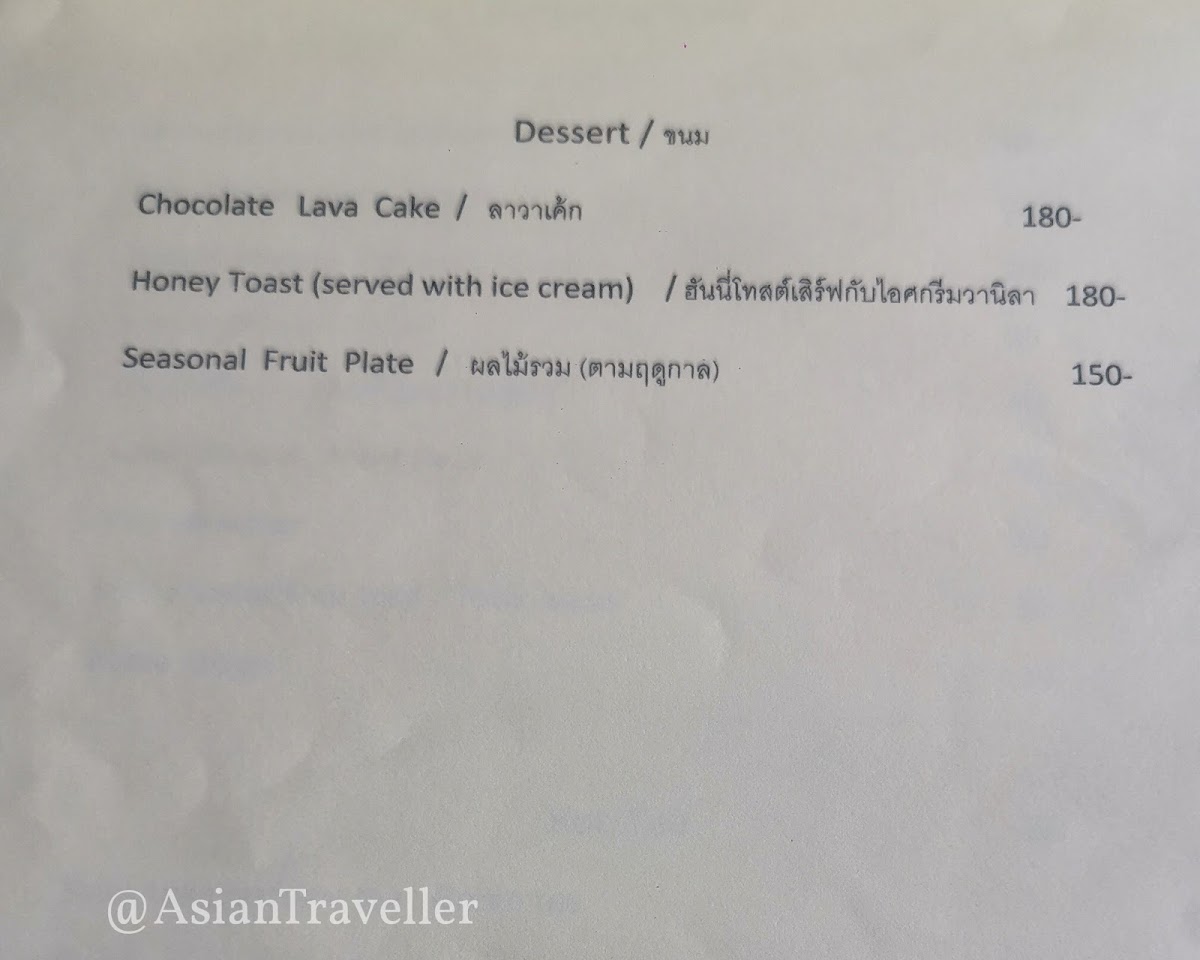 Dessert / ขนม
Chocolate Lava Cake / ลาวาเค้ก 180-
Honey Toast (served with ice cream) / ฮันนี่โทสต์เสิร์ฟกับไอศกรีมวานิลา 180-
Seasonal Fruit Plate / ผลไม้รวม (ตามฤดูกาล) 150-
@AsianTraveller